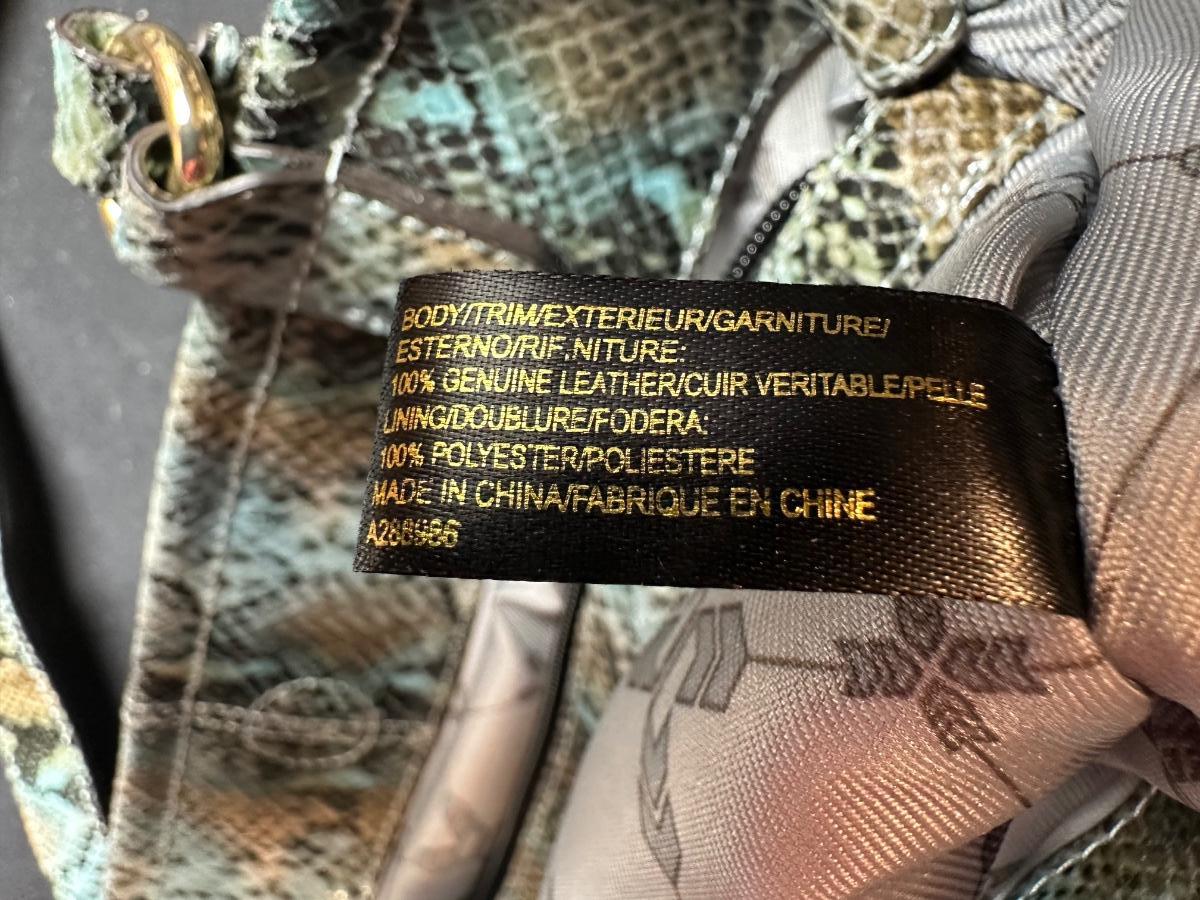 BODY/TRIM/EXTERIEUR/GARNITURE/
ESTERNO/RIF.NITURE:
100% GENUINE LEATHER/CUIR VERITABLE/PELLE
LINING/DOUBLURE/FODERA:
100% POLYESTER/POLIESTERE
MADE IN CHINA/FABRIQUE EN CHINE